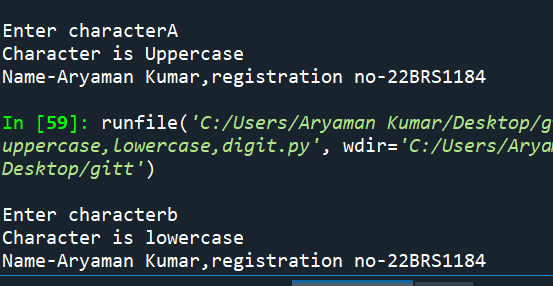 Enter characterA
Character is Uppercase
Name-Aryaman Kumar,registration no-22BRS1184
In [59]: runfile('C:/Users/Aryaman Kumar/Desktop/g
uppercase,lowercase,digit.py', wdir='C:/Users/Arya
Desktop/gitt')
Enter characterb
Character is lowercase
Name-Aryaman Kumar,registration no-22BRS1184